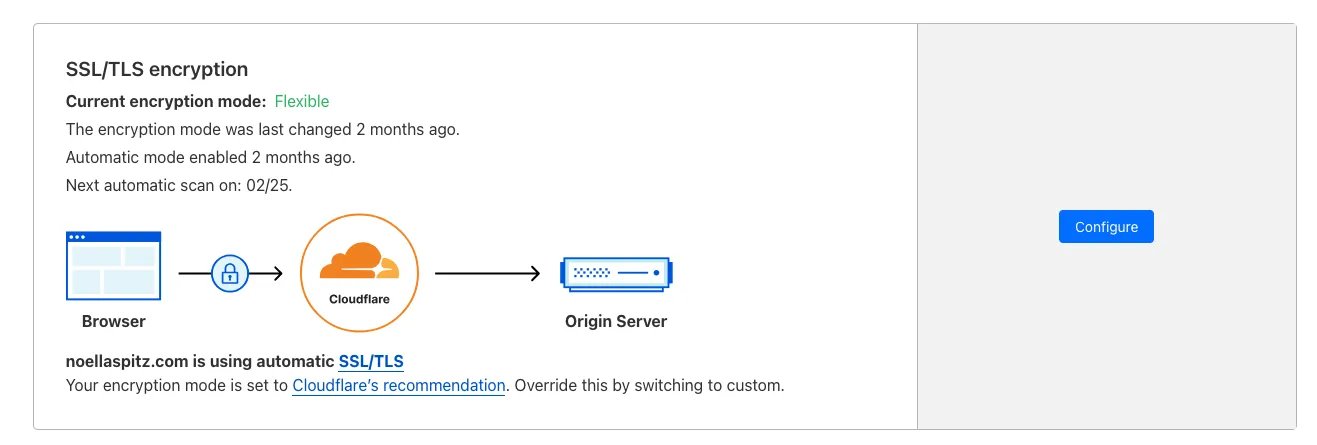 SSL/TLS encryption
Current encryption mode: Flexible
The encryption mode was last changed 2 months ago.
Automatic mode enabled 2 months ago.
Next automatic scan on: 02/25.
Configure
Cloudflare
Browser
Origin Server
noellaspitz.com is using automatic SSL/TLS
Your encryption mode is set to Cloudflare’s recommendation. Override this by switching to custom.